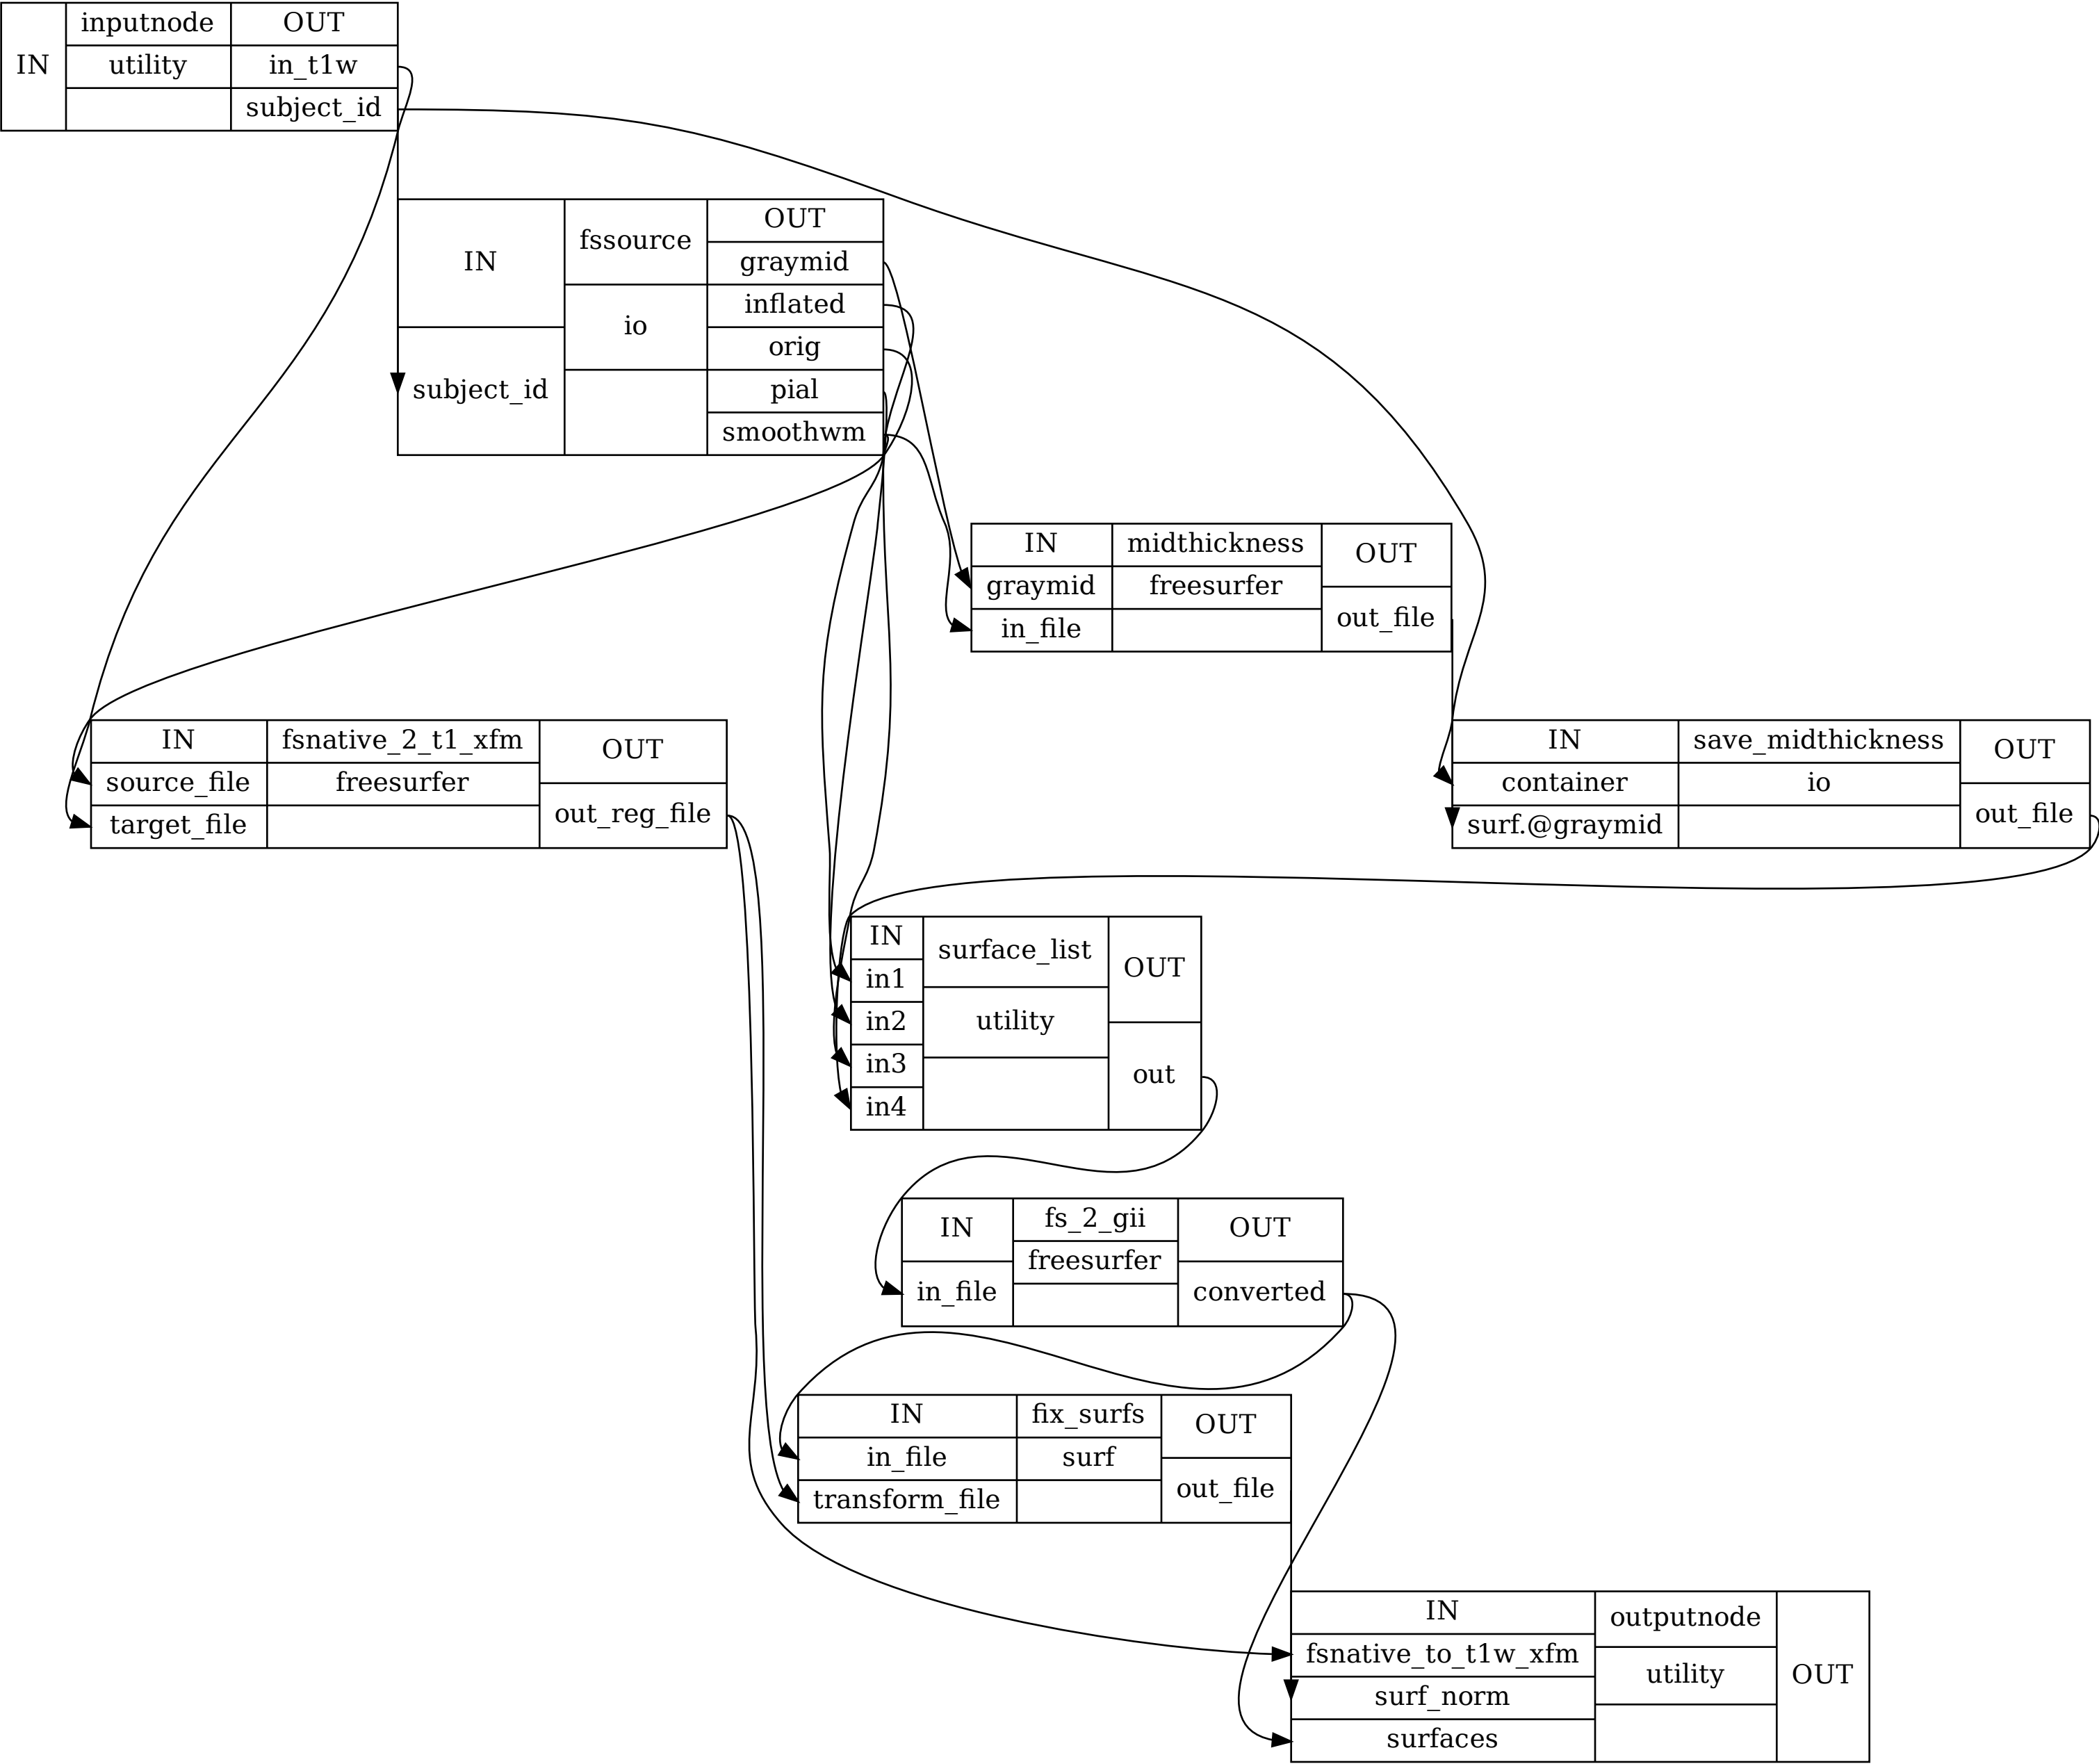 IN
inputnode
OUT
utility
in_t1w
subject_id
IN
subject_id
fssource
io
OUT
graymid
inflated
orig
pial
smoothwm
IN
graymid
in_file
midthickness
freesurfer
OUT
out_file
IN
source_file
target_file
fsnative_2_t1_xfm
freesurfer
OUT
out_reg_file
IN
container
surf.@graymid
save_midthickness
io
OUT
out_file
IN
in1
in2
in3
in4
surface_list
utility
OUT
out
IN
in_file
fs_2_gii
freesurfer
OUT
converted
IN
in_file
transform_file
fix_surfs
surf
OUT
out_file
IN
fsnative_to_t1w_xfm
surf_norm
surfaces
outputnode
utility
OUT